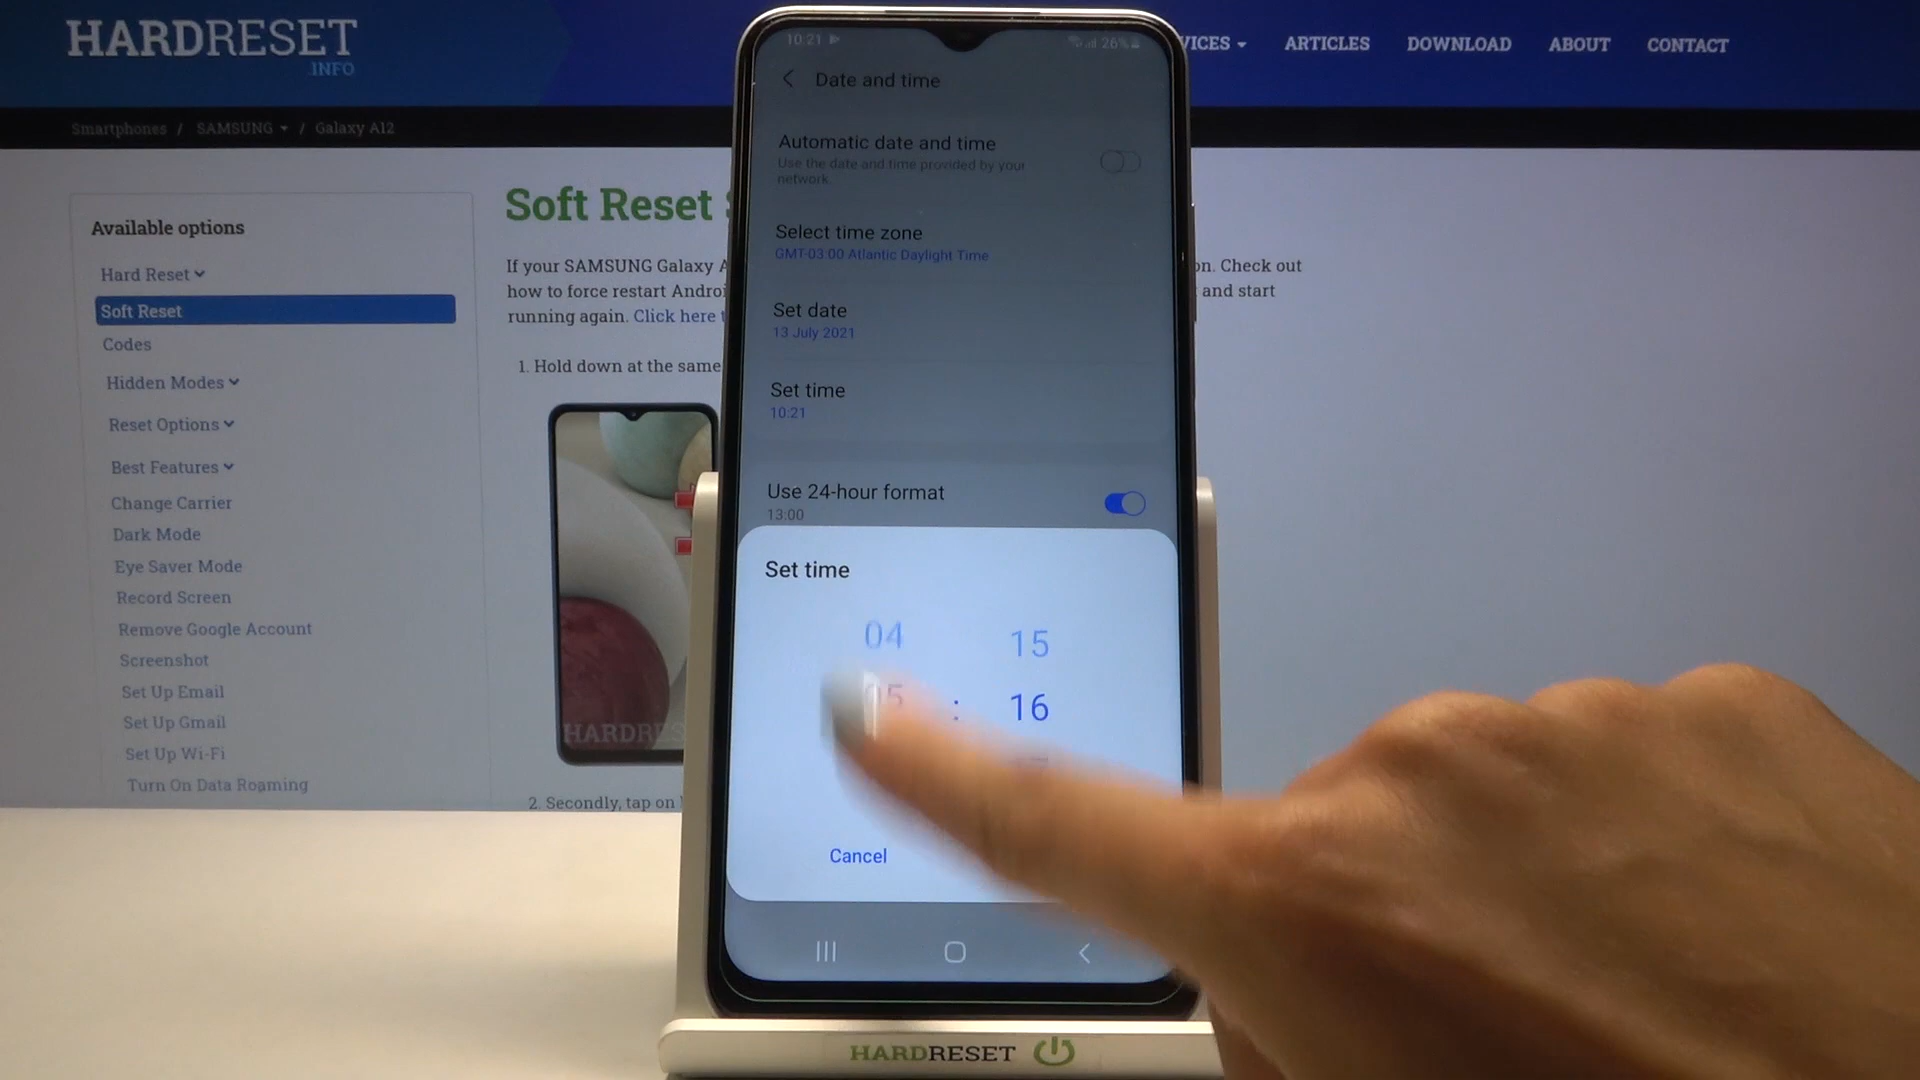 HARDRESET
.INFO
VICES
ARTICLES
DOWNLOAD
ABOUT
CONTACT
Smartphones / SAMSUNG / Galaxy A12
Available options
Hard Reset
Soft Reset
Codes
Hidden Modes
Reset Options
Best Features
Change Carrier
Dark Mode
Eye Saver Mode
Record Screen
Remove Google Account
Screenshot
Set Up Email
Set Up Gmail
Set Up Wi-Fi
Turn On Data Roaming
Soft Reset
If your SAMSUNG Galaxy A
on. Check out
how to force restart Androi
and start
running again. Click here
1. Hold down at the same
HARDRES
2. Secondly, tap on
10:21
26%
Date and time
Automatic date and time
Use the date and time provided by your
network.
Select time zone
GMT-03:00 Atlantic Daylight Time
Set date
13 July 2021
Set time
10:21
Use 24-hour format
13:00
Set time
04 15
05 : 16
Cancel
HARDRESET